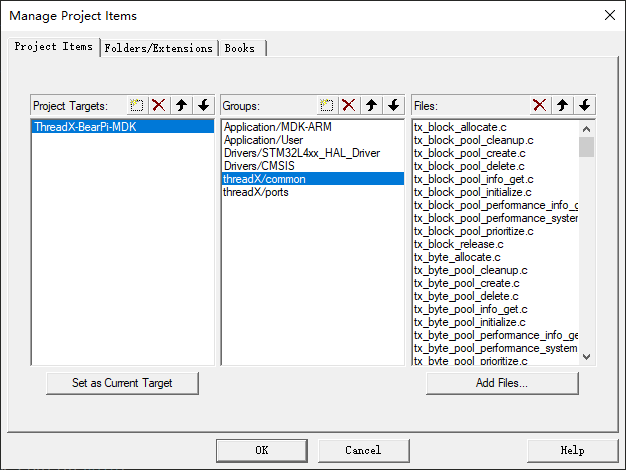 Manage Project Items
Project Items
Folders/Extensions
Books
Project Targets:
ThreadX-BearPi-MDK
Set as Current Target
Groups:
Application/MDK-ARM
Application/User
Drivers/STM32L4xx_HAL_Driver
Drivers/CMSIS
threadX/common
threadX/ports
Files:
tx_block_allocate.c
tx_block_pool_cleanup.c
tx_block_pool_create.c
tx_block_pool_delete.c
tx_block_pool_info_get.c
tx_block_pool_initialize.c
tx_block_pool_performance_info_g
tx_block_pool_performance_system
tx_block_pool_prioritize.c
tx_block_release.c
tx_byte_allocate.c
tx_byte_pool_cleanup.c
tx_byte_pool_create.c
tx_byte_pool_delete.c
tx_byte_pool_info_get.c
tx_byte_pool_initialize.c
tx_byte_pool_performance_info_ge
tx_byte_pool_performance_system
tx_byte_pool_prioritize.c
Add Files...
OK
Cancel
Help